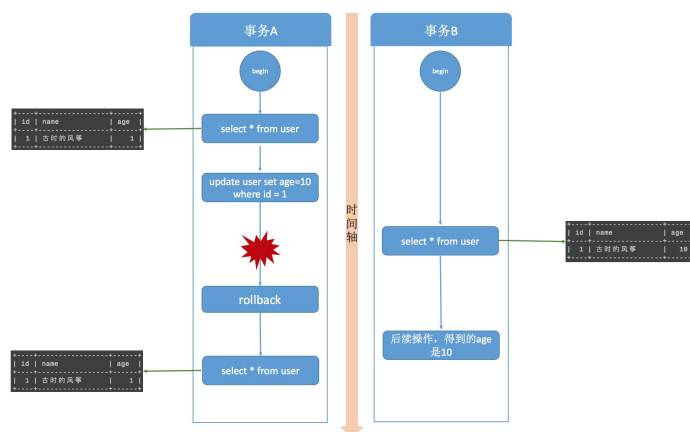 事务A
事务B
begin
begin
+----+-----------------+------+
| id | name | age |
+----+-----------------+------+
| 1 | 古时的风筝 | 1 |
+----+-----------------+------+
select * from user
update user set age=10
where id = 1
时间轴
select * from user
+----+-----------------+------
| id | name | age
+----+-----------------+------
| 1 | 古时的风筝 | 10
+----+-----------------+------
rollback
后续操作，得到的age
是10
+----+-----------------+------+
| id | name | age |
+----+-----------------+------+
| 1 | 古时的风筝 | 1 |
+----+-----------------+------+
select * from user